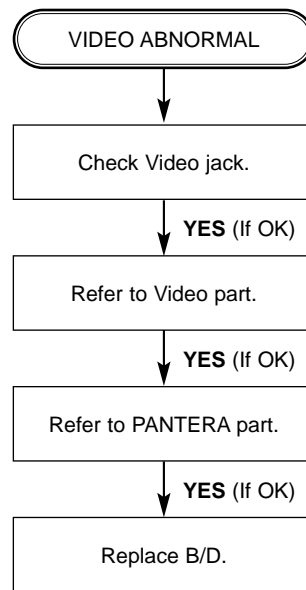 VIDEO ABNORMAL
Check Video jack.
YES (If OK)
Refer to Video part.
YES (If OK)
Refer to PANTERA part.
YES (If OK)
Replace B/D.